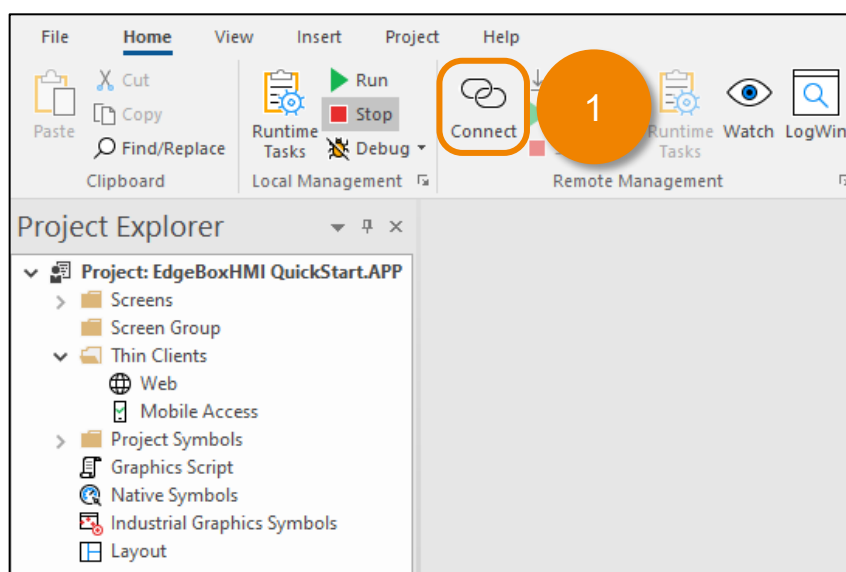 File Home View Insert Project Help
Paste
Cut
Copy
Find/Replace
Clipboard
Runtime Tasks
Run
Stop
Debug
Local Management
Connect
1
Runtime Tasks
Watch
LogWin
Remote Management
Project Explorer
Project: EdgeBoxHMI QuickStart.APP
Screens
Screen Group
Thin Clients
Web
Mobile Access
Project Symbols
Graphics Script
Native Symbols
Industrial Graphics Symbols
Layout